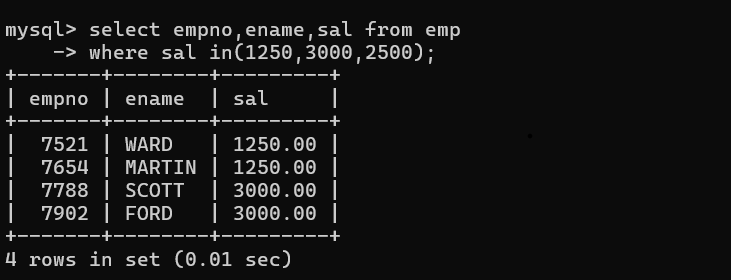 mysql> select empno,ename,sal from emp
    -> where sal in(1250,3000,2500);
+-------+--------+---------+
| empno | ename  | sal     |
+-------+--------+---------+
|  7521 | WARD   | 1250.00 |
|  7654 | MARTIN | 1250.00 |
|  7788 | SCOTT  | 3000.00 |
|  7902 | FORD   | 3000.00 |
+-------+--------+---------+
4 rows in set (0.01 sec)